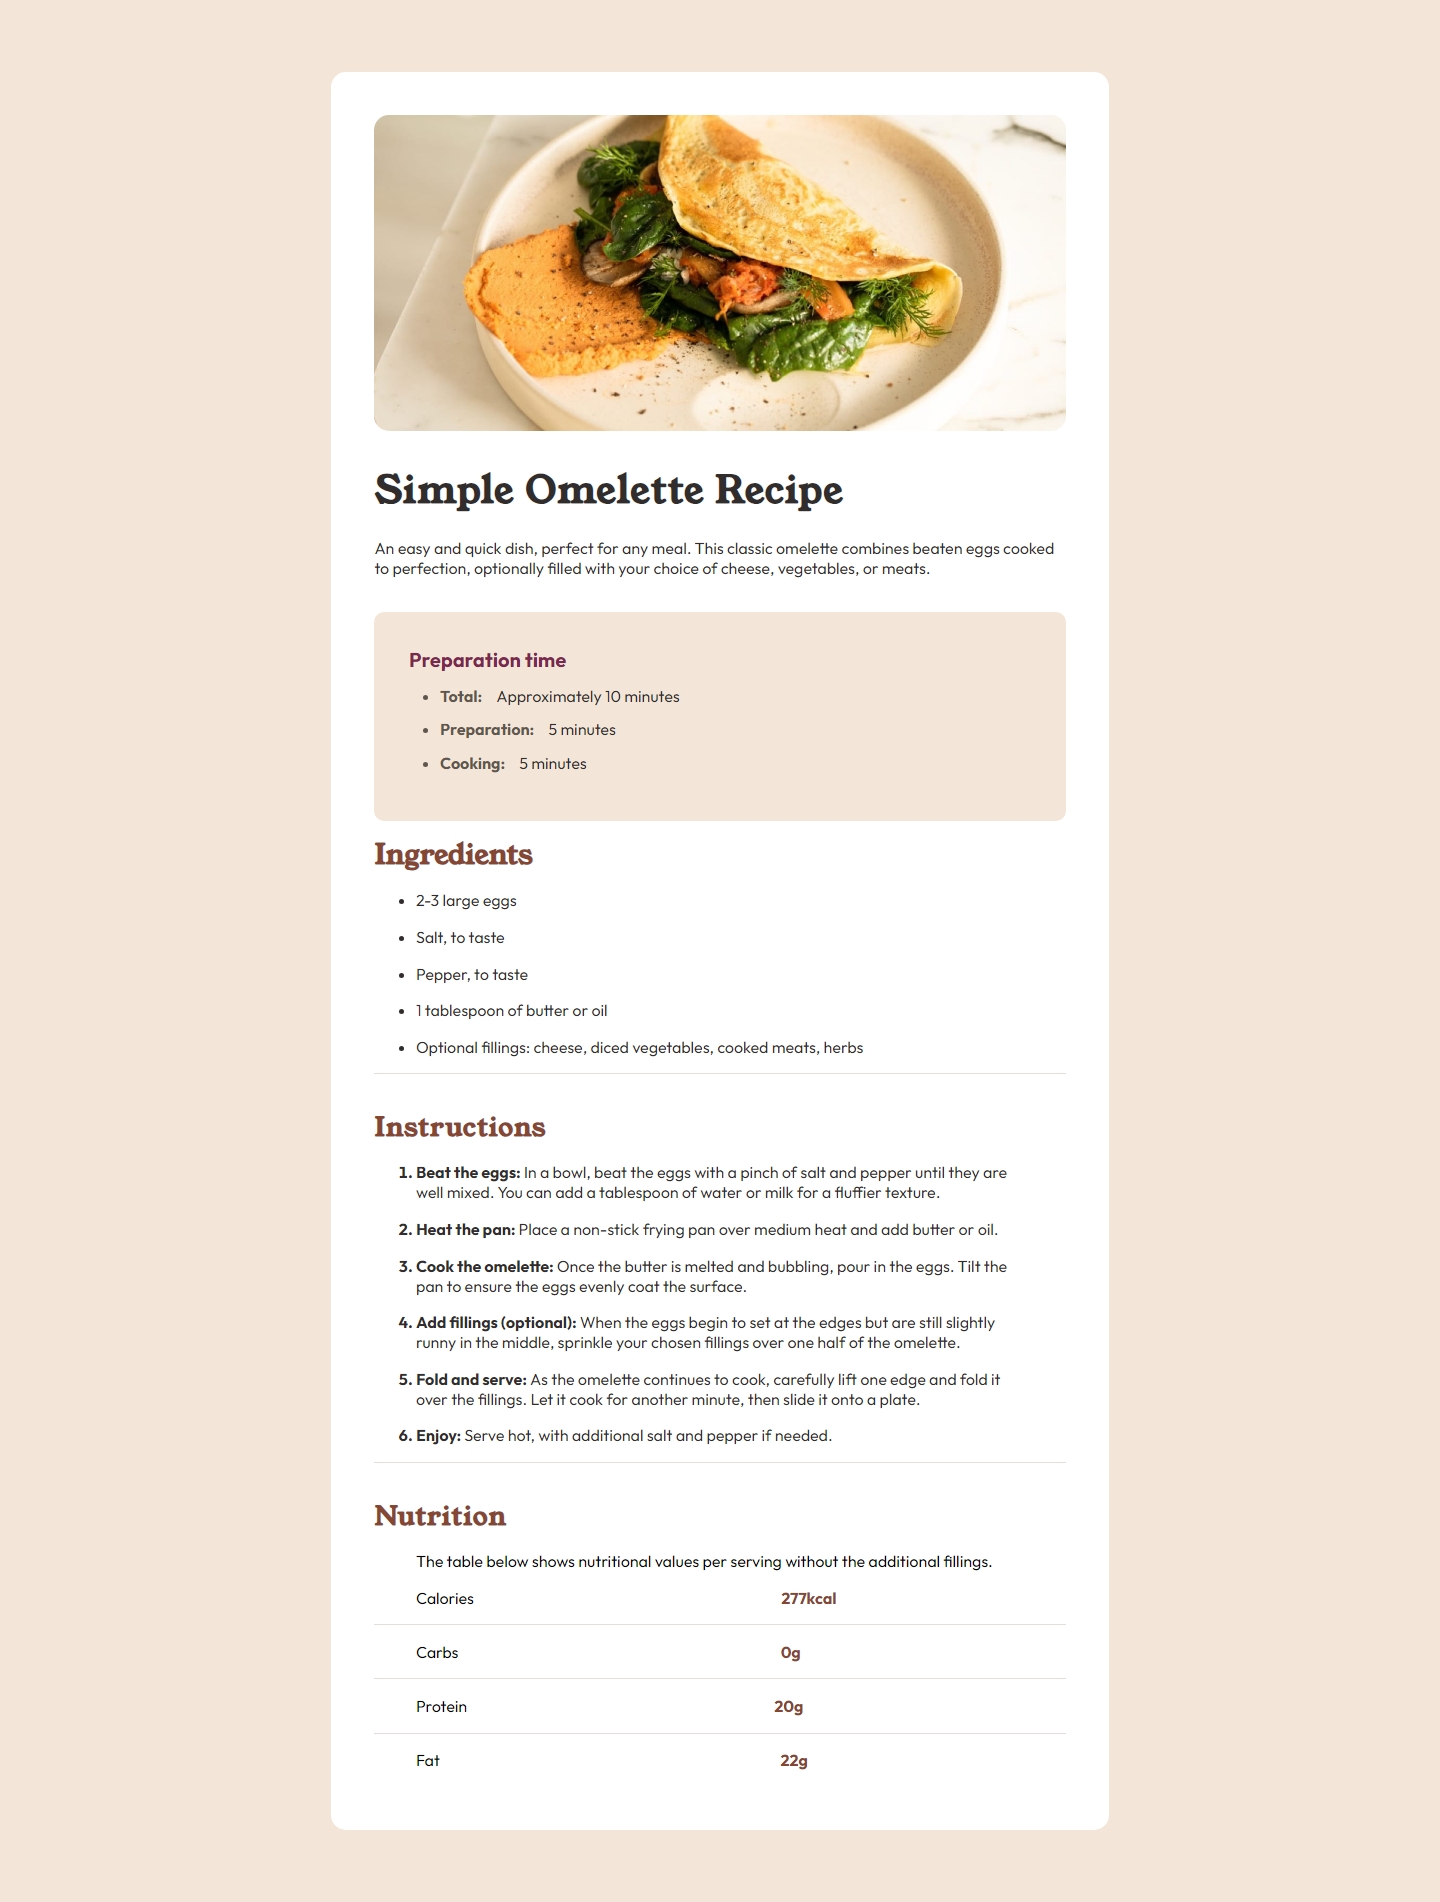 Simple Omelette Recipe
An easy and quick dish, perfect for any meal. This classic omelette combines beaten eggs cooked
to perfection, optionally filled with your choice of cheese, vegetables, or meats.
Preparation time
• Total: Approximately 10 minutes
• Preparation: 5 minutes
• Cooking: 5 minutes
Ingredients
• 2-3 large eggs
• Salt, to taste
• Pepper, to taste
• 1 tablespoon of butter or oil
• Optional fillings: cheese, diced vegetables, cooked meats, herbs
Instructions
1. Beat the eggs: In a bowl, beat the eggs with a pinch of salt and pepper until they are
well mixed. You can add a tablespoon of water or milk for a fluffier texture.
2. Heat the pan: Place a non-stick frying pan over medium heat and add butter or oil.
3. Cook the omelette: Once the butter is melted and bubbling, pour in the eggs. Tilt the
pan to ensure the eggs evenly coat the surface.
4. Add fillings (optional): When the eggs begin to set at the edges but are still slightly
runny in the middle, sprinkle your chosen fillings over one half of the omelette.
5. Fold and serve: As the omelette continues to cook, carefully lift one edge and fold it
over the fillings. Let it cook for another minute, then slide it onto a plate.
6. Enjoy: Serve hot, with additional salt and pepper if needed.
Nutrition
The table below shows nutritional values per serving without the additional fillings.
Calories 277kcal
Carbs 0g
Protein 20g
Fat 22g